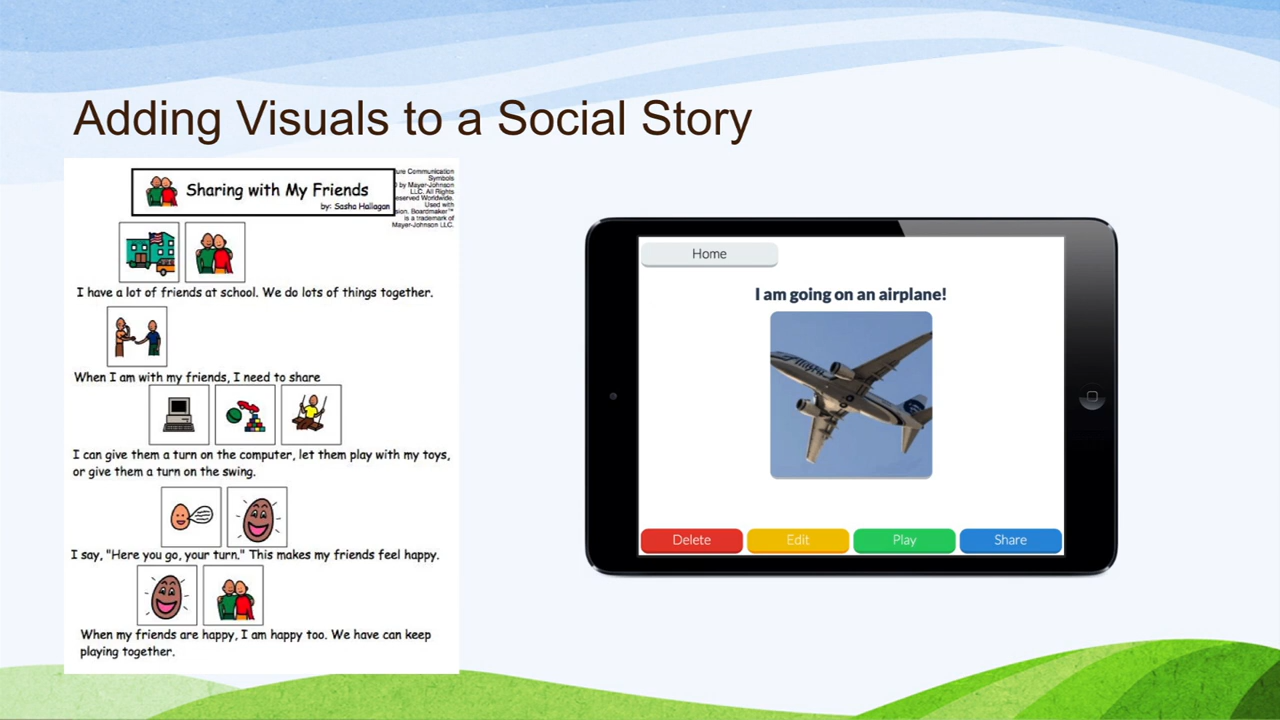 Adding Visuals to a Social Story
Sharing with My Friends
by: Sasha Hallagan
ure Communication
Symbols
by Mayer-Johnson
LLC. All Rights
eserved Worldwide.
Used with
sion. Boardmaker™
is a trademark of
Mayer-Johnson LLC.
I have a lot of friends at school. We do lots of things together.
When I am with my friends, I need to share
I can give them a turn on the computer, let them play with my toys,
or give them a turn on the swing.
I say, "Here you go, your turn." This makes my friends feel happy.
When my friends are happy, I am happy too. We have can keep
playing together.
Home
I am going on an airplane!
Delete
Edit
Play
Share